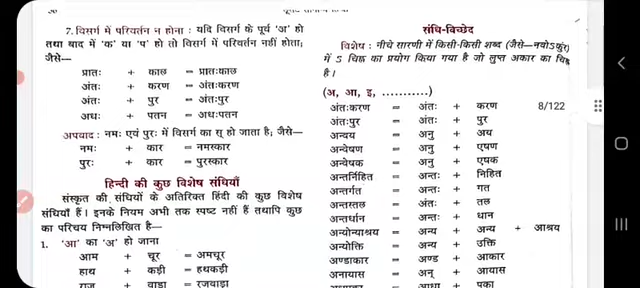 7. विसर्ग में परिवर्तन न होना : यदि विसर्ग के पूर्व 'अ' हो
तथा बाद में 'क' या 'प' हो तो विसर्ग में परिवर्तन नहीं होता;
जैसे—
प्रातः + काल = प्रातःकाल
अंतः + करण = अंतःकरण
अंतः + पुर = अंतःपुर
अधः + पतन = अधःपतन
अपवाद : नमः एवं पुरः में विसर्ग का स् हो जाता है; जैसे—
नमः + कार = नमस्कार
पुरः + कार = पुरस्कार
हिन्दी की कुछ विशेष संधियाँ
संस्कृत की संधियों के अतिरिक्त हिंदी की कुछ विशेष
संधियाँ हैं। इनके नियम अभी तक स्पष्ट नहीं हैं तथापि कुछ
का परिचय निम्नलिखित है—
1. 'आ' का 'अ' हो जाना
आम + चूर = अमचूर
हाथ + कड़ी = हथकड़ी
राज + वाड़ा = रजवाड़ा
संधि-विच्छेद
विशेष : नीचे सारणी में किसी-किसी शब्द (जैसे—नवोऽकुंर)
में ऽ चिह्न का प्रयोग किया गया है जो लुप्त अकार का चिह्न
है।
(अ, आ, इ, ..........)
अंतःकरण = अंतः + करण
8/122
अंतःपुर = अंतः + पुर
अन्वय = अनु + अय
अन्वेषण = अनु + एषण
अन्वेषक = अनु + एषक
अन्तर्निहित = अन्तः + निहित
अन्तर्गत = अन्तः + गत
अन्तस्तल = अंतः + तल
अन्तर्धान = अन्तः + धान
अन्योन्याश्रय = अन्य + अन्य + आश्रय
अन्योक्ति = अन्य + उक्ति
अण्डाकार = अण्ड + आकार
अनायास = अन् + आयास